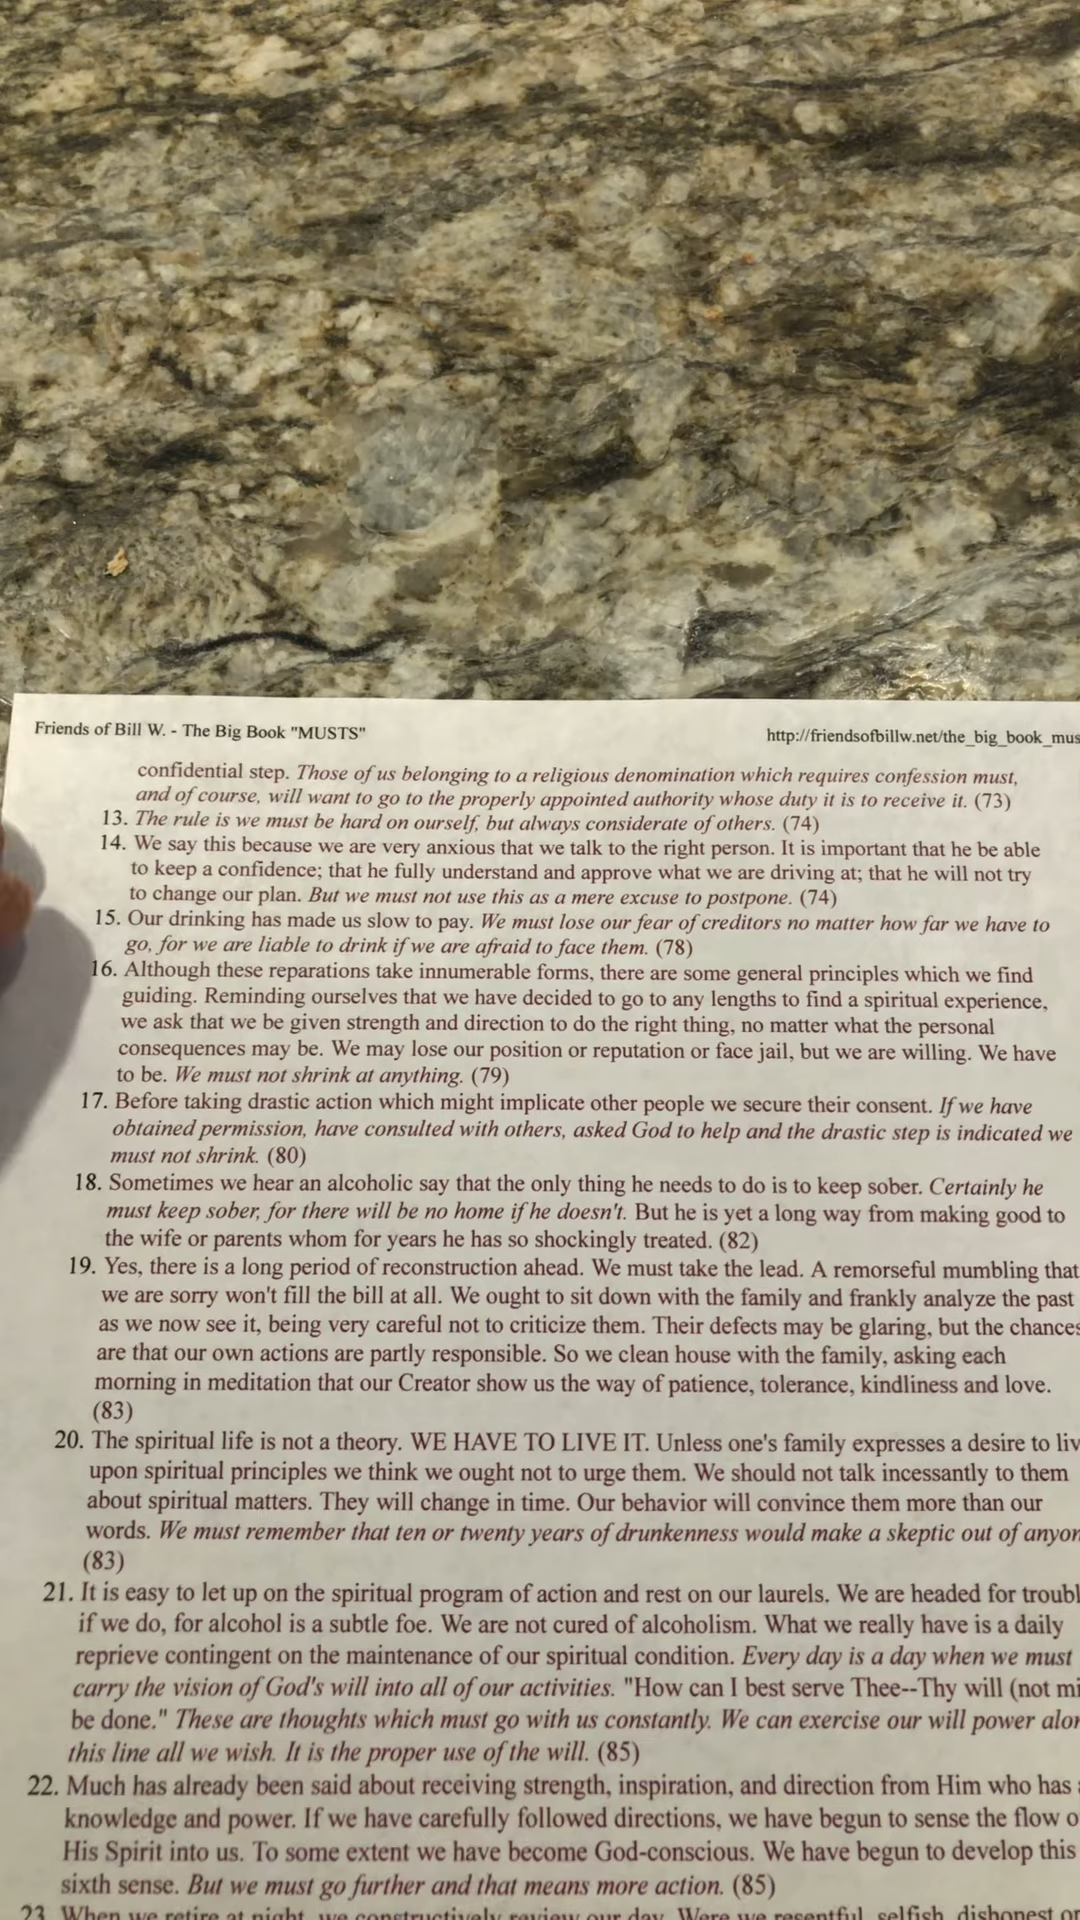 Friends of Bill W. - The Big Book "MUSTS"
http://friendsofbillw.net/the_big_book_mus
confidential step. Those of us belonging to a religious denomination which requires confession must,
and of course, will want to go to the properly appointed authority whose duty it is to receive it. (73)
13. The rule is we must be hard on ourself, but always considerate of others. (74)
14. We say this because we are very anxious that we talk to the right person. It is important that he be able
to keep a confidence; that he fully understand and approve what we are driving at; that he will not try
to change our plan. But we must not use this as a mere excuse to postpone. (74)
15. Our drinking has made us slow to pay. We must lose our fear of creditors no matter how far we have to
go, for we are liable to drink if we are afraid to face them. (78)
16. Although these reparations take innumerable forms, there are some general principles which we find
guiding. Reminding ourselves that we have decided to go to any lengths to find a spiritual experience,
we ask that we be given strength and direction to do the right thing, no matter what the personal
consequences may be. We may lose our position or reputation or face jail, but we are willing. We have
to be. We must not shrink at anything. (79)
17. Before taking drastic action which might implicate other people we secure their consent. If we have
obtained permission, have consulted with others, asked God to help and the drastic step is indicated we
must not shrink. (80)
18. Sometimes we hear an alcoholic say that the only thing he needs to do is to keep sober. Certainly he
must keep sober, for there will be no home if he doesn't. But he is yet a long way from making good to
the wife or parents whom for years he has so shockingly treated. (82)
19. Yes, there is a long period of reconstruction ahead. We must take the lead. A remorseful mumbling that
we are sorry won't fill the bill at all. We ought to sit down with the family and frankly analyze the past
as we now see it, being very careful not to criticize them. Their defects may be glaring, but the chances
are that our own actions are partly responsible. So we clean house with the family, asking each
morning in meditation that our Creator show us the way of patience, tolerance, kindliness and love.
(83)
20. The spiritual life is not a theory. WE HAVE TO LIVE IT. Unless one's family expresses a desire to liv
upon spiritual principles we think we ought not to urge them. We should not talk incessantly to them
about spiritual matters. They will change in time. Our behavior will convince them more than our
words. We must remember that ten or twenty years of drunkenness would make a skeptic out of anyon
(83)
21. It is easy to let up on the spiritual program of action and rest on our laurels. We are headed for troubl
if we do, for alcohol is a subtle foe. We are not cured of alcoholism. What we really have is a daily
reprieve contingent on the maintenance of our spiritual condition. Every day is a day when we must
carry the vision of God's will into all of our activities. "How can I best serve Thee--Thy will (not mi
be done." These are thoughts which must go with us constantly. We can exercise our will power alon
this line all we wish. It is the proper use of the will. (85)
22. Much has already been said about receiving strength, inspiration, and direction from Him who has
knowledge and power. If we have carefully followed directions, we have begun to sense the flow o
His Spirit into us. To some extent we have become God-conscious. We have begun to develop this
sixth sense. But we must go further and that means more action. (85)
23. When we retire at night, we constructively review our day. Were we resentful, selfish, dishonest or